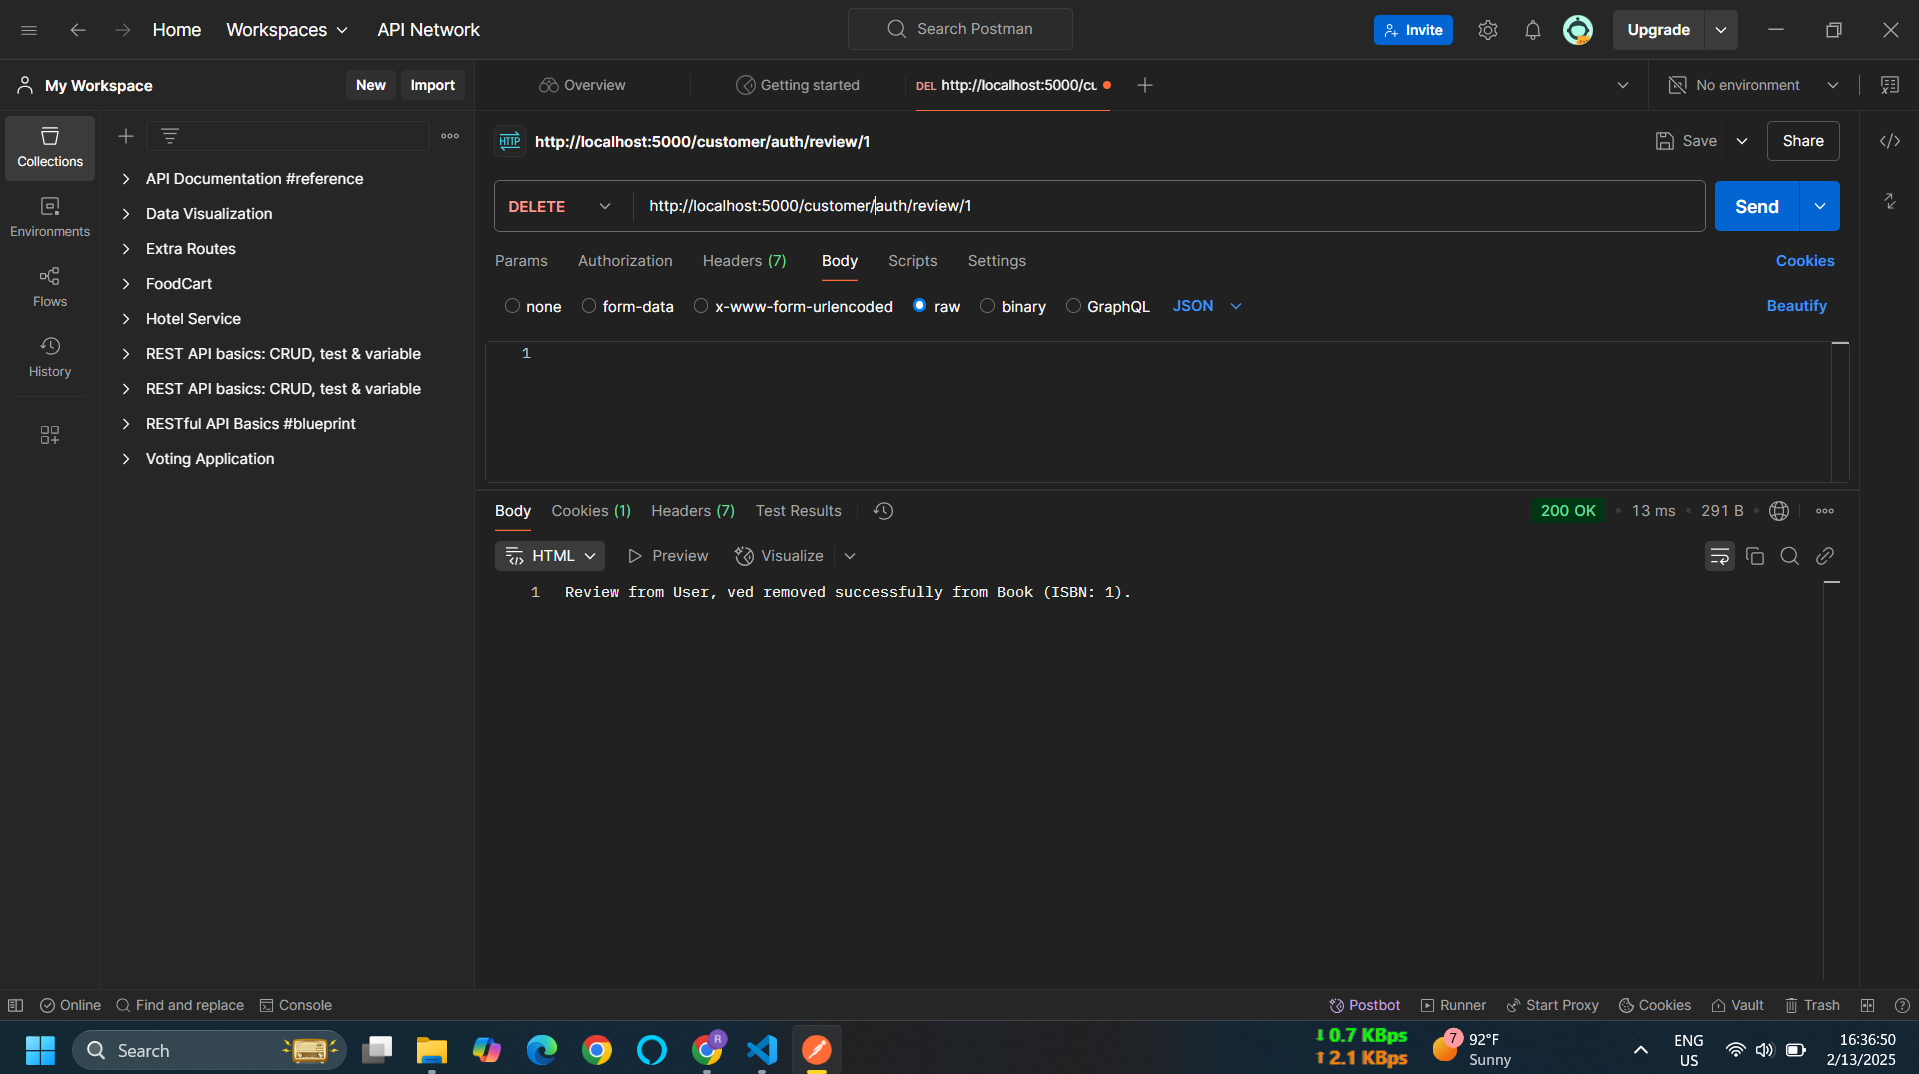 Home
Workspaces
API Network
Search Postman
Invite
Upgrade
My Workspace
New
Import
Overview
Getting started
DEL http://localhost:5000/cu
No environment
Collections
Environments
Flows
History
API Documentation #reference
Data Visualization
Extra Routes
FoodCart
Hotel Service
REST API basics: CRUD, test & variable
REST API basics: CRUD, test & variable
RESTful API Basics #blueprint
Voting Application
HTTP http://localhost:5000/customer/auth/review/1
Save
Share
DELETE
http://localhost:5000/customer/auth/review/1
Send
Params
Authorization
Headers (7)
Body
Scripts
Settings
Cookies
none
form-data
x-www-form-urlencoded
raw
binary
GraphQL
JSON
Beautify
1
Body
Cookies (1)
Headers (7)
Test Results
200 OK
13 ms
291 B
HTML
Preview
Visualize
1 Review from User, ved removed successfully from Book (ISBN: 1).
Online
Find and replace
Console
Postbot
Runner
Start Proxy
Cookies
Vault
Trash
Search
R
0.7 KBps
2.1 KBps
7
92°F
Sunny
ENG
US
16:36:50
2/13/2025